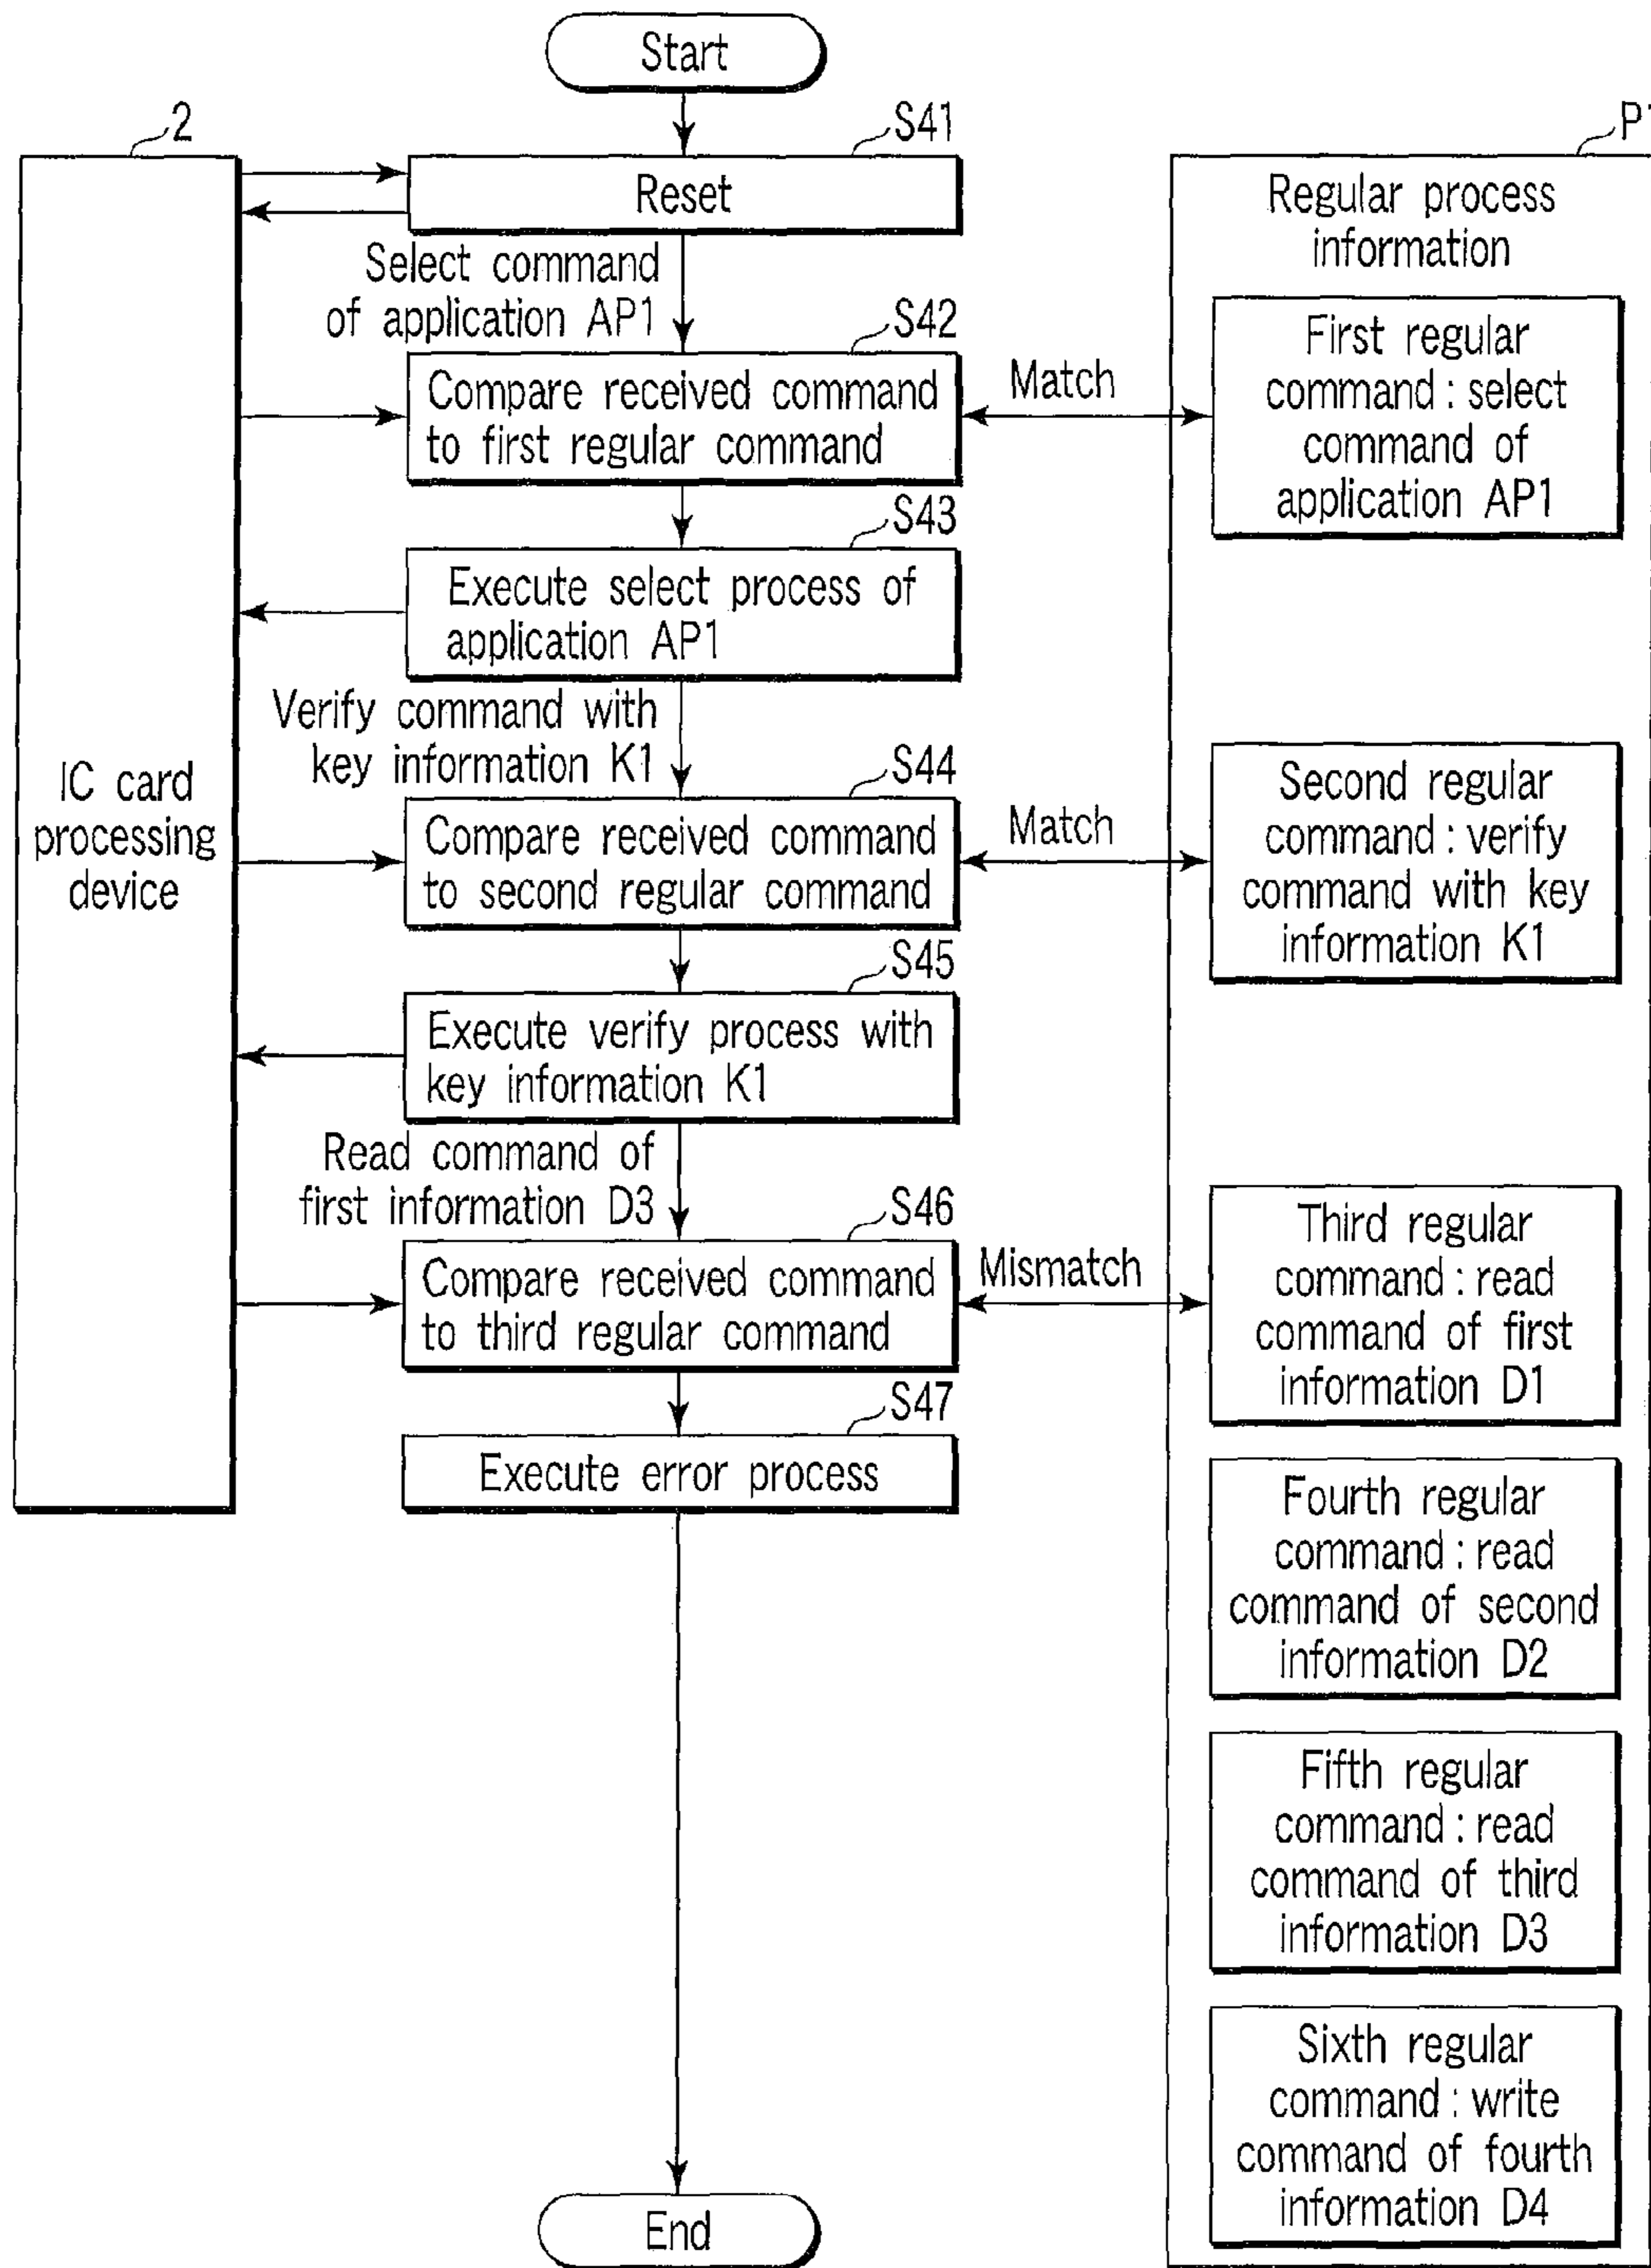 Start
2
S41
P1
Reset
Regular process
information
Select command
of application AP1
S42
First regular
command : select
command of
application AP1
Compare received command
to first regular command
Match
S43
Execute select process of
application AP1
Verify command with
key information K1
IC card
processing
device
S44
Second regular
command : verify
command with key
information K1
Compare received command
to second regular command
Match
S45
Execute verify process with
key information K1
Read command of
first information D3
S46
Third regular
command : read
command of first
information D1
Compare received command
to third regular command
Mismatch
S47
Execute error process
Fourth regular
command : read
command of second
information D2
Fifth regular
command : read
command of third
information D3
Sixth regular
command : write
command of fourth
information D4
End